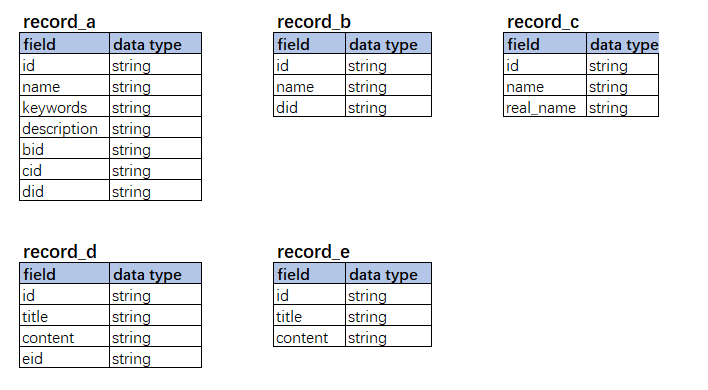 record_a
field data type
id string
name string
keywords string
description string
bid string
cid string
did string
record_b
field data type
id string
name string
did string
record_c
field data type
id string
name string
real_name string
record_d
field data type
id string
title string
content string
eid string
record_e
field data type
id string
title string
content string